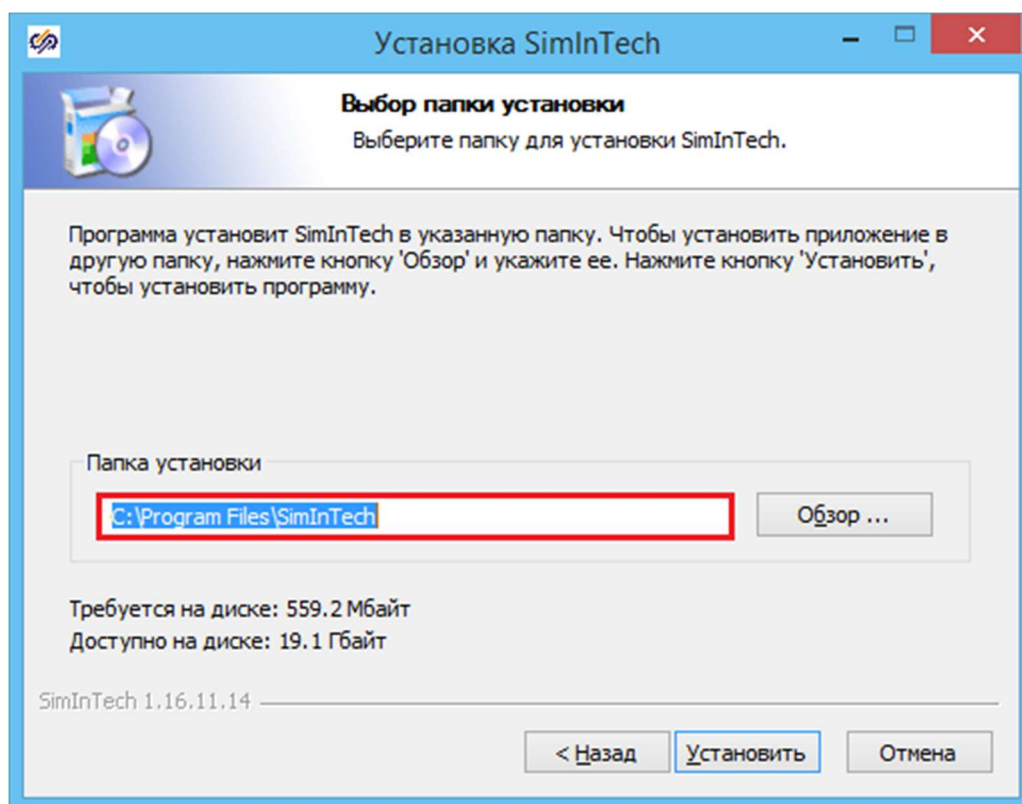 Установка SimInTech
Выбор папки установки
Выберите папку для установки SimInTech.
Программа установит SimInTech в указанную папку. Чтобы установить приложение в
другую папку, нажмите кнопку 'Обзор' и укажите ее. Нажмите кнопку 'Установить',
чтобы установить программу.
Папка установки
C:\Program Files\SimInTech
Обзор ...
Требуется на диске: 559.2 Мбайт
Доступно на диске: 19.1 Гбайт
SimInTech 1.16.11.14
< Назад
Установить
Отмена